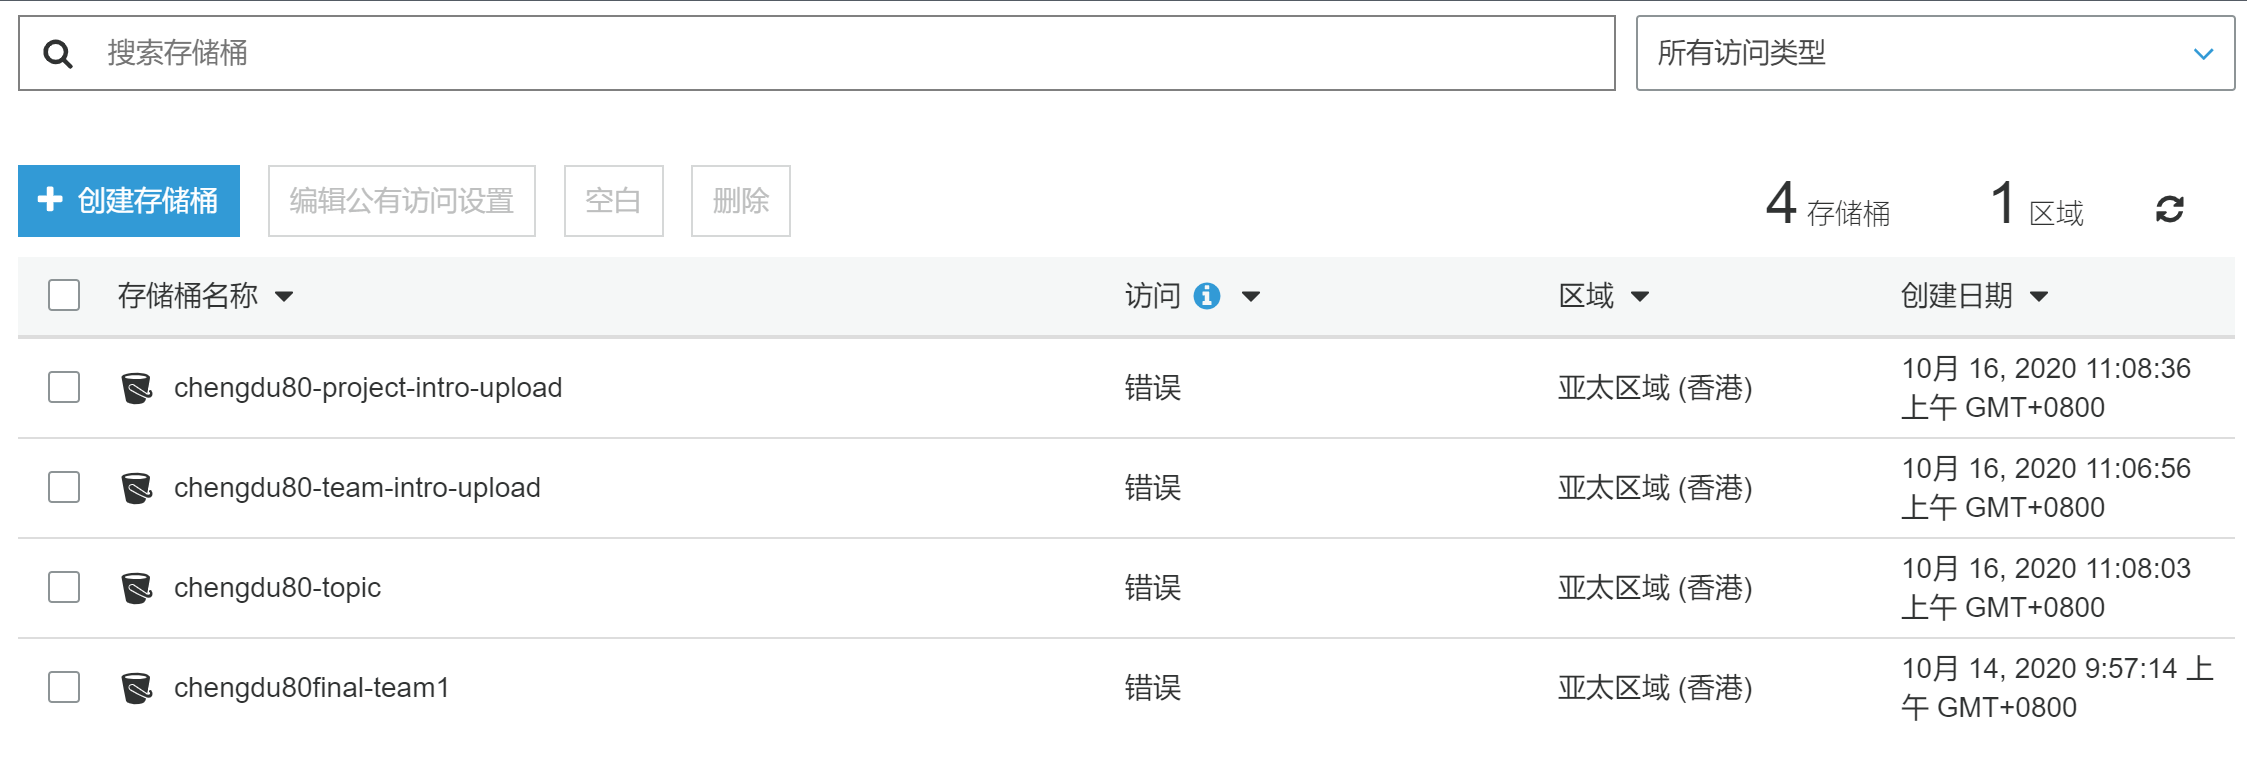 搜索存储桶
所有访问类型
创建存储桶
编辑公有访问设置
空白
删除
4 存储桶
1 区域
存储桶名称
访问
区域
创建日期
chengdu80-project-intro-upload
错误
亚太区域 (香港)
10月 16, 2020 11:08:36
上午 GMT+0800
chengdu80-team-intro-upload
错误
亚太区域 (香港)
10月 16, 2020 11:06:56
上午 GMT+0800
chengdu80-topic
错误
亚太区域 (香港)
10月 16, 2020 11:08:03
上午 GMT+0800
chengdu80final-team1
错误
亚太区域 (香港)
10月 14, 2020 9:57:14 上
午 GMT+0800